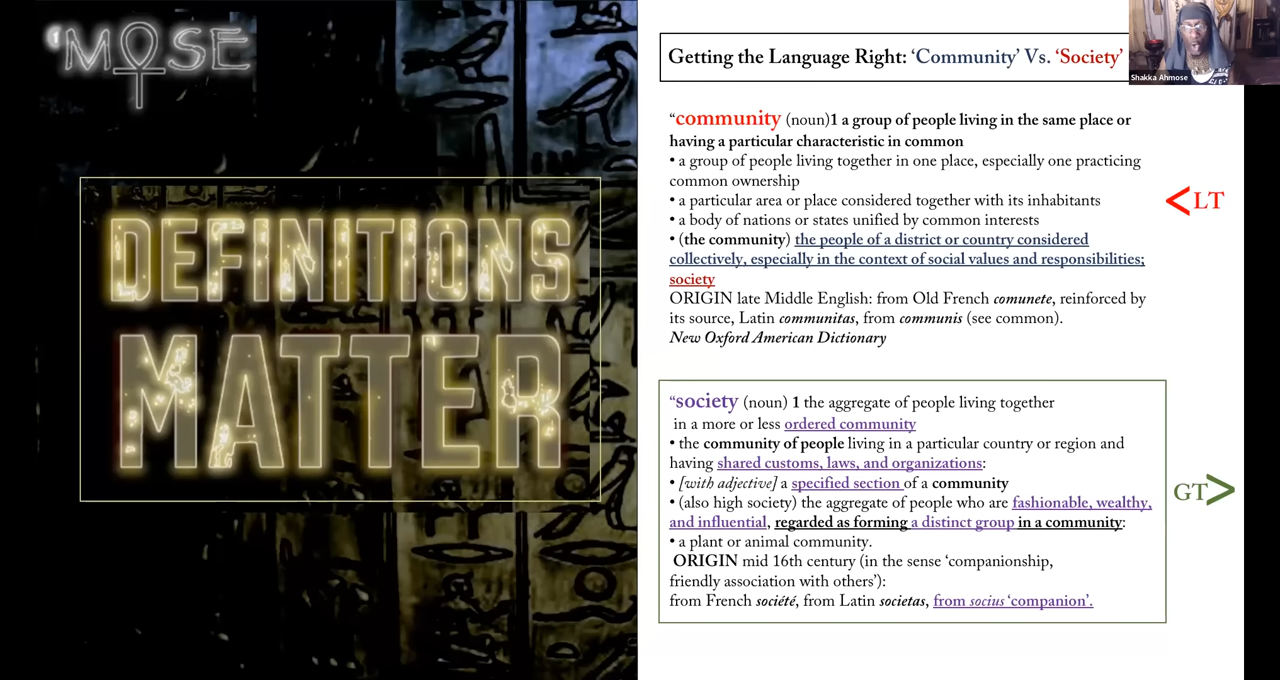 'M☥SE
DEFINITIONS
MATTER
Getting the Language Right: ‘Community’ Vs. ‘Society’
Shakka Ahmose
“community (noun)1 a group of people living in the same place or
having a particular characteristic in common
• a group of people living together in one place, especially one practicing
common ownership
• a particular area or place considered together with its inhabitants
• a body of nations or states unified by common interests
• (the community) the people of a district or country considered
collectively, especially in the context of social values and responsibilities;
society
ORIGIN late Middle English: from Old French comunete, reinforced by
its source, Latin communitas, from communis (see common).
New Oxford American Dictionary
<LT
“society (noun) 1 the aggregate of people living together
in a more or less ordered community
• the community of people living in a particular country or region and
having shared customs, laws, and organizations:
• [with adjective] a specified section of a community
• (also high society) the aggregate of people who are fashionable, wealthy,
and influential, regarded as forming a distinct group in a community:
• a plant or animal community.
ORIGIN mid 16th century (in the sense ‘companionship,
friendly association with others’):
from French société, from Latin societas, from socius ‘companion’.
GT>